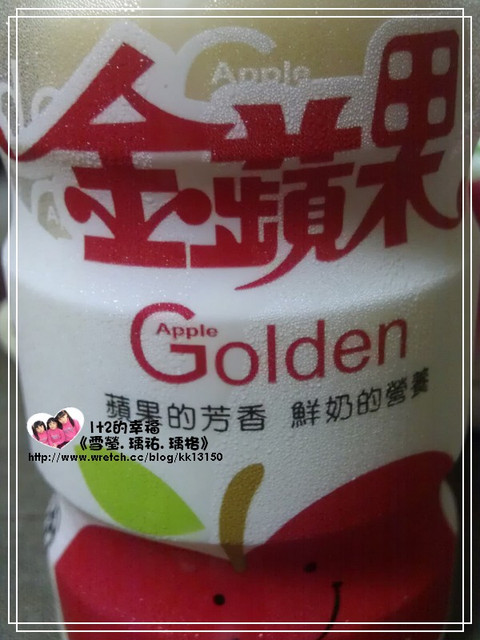 Apple
金蘋果
Apple
Golden
蘋果的芳香 鮮奶的營養
1+2的幸福
《雪瑩.瑀祐.瑀楷》
http://www.wretch.cc/blog/kk13150